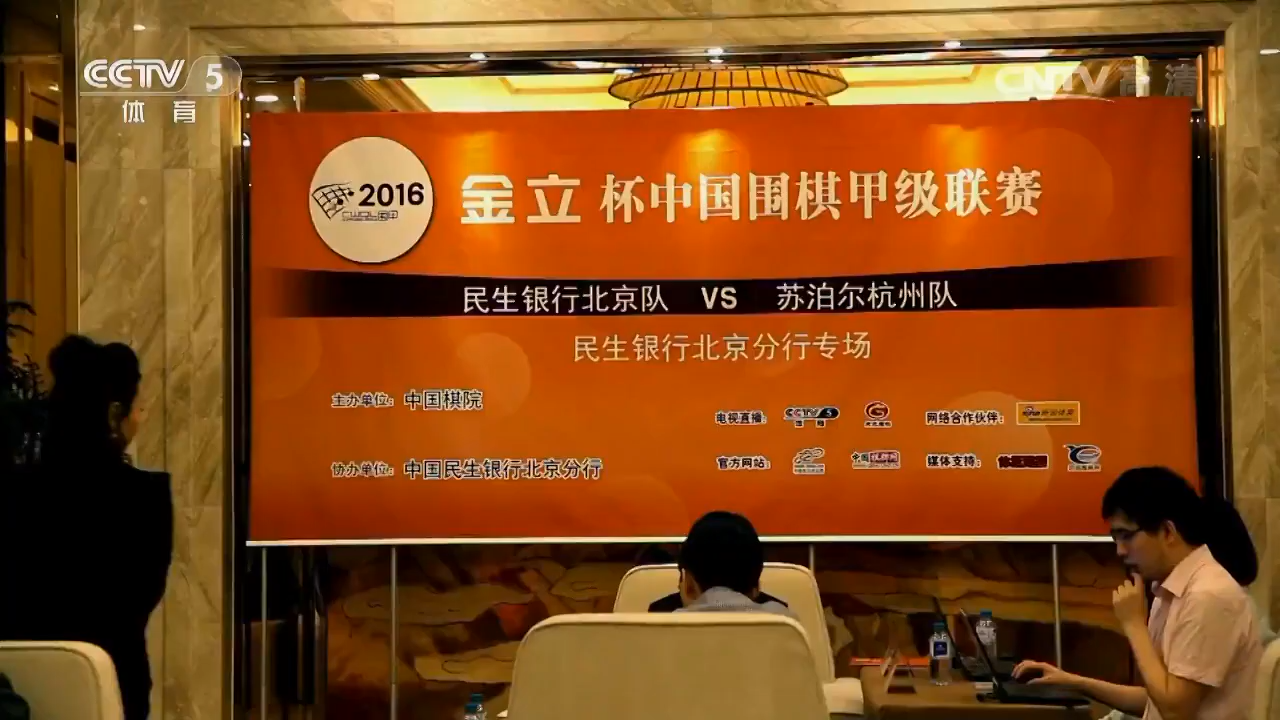 CCTV 5
体育
CNTV 高清
2016
金立 杯中国围棋甲级联赛
民生银行北京队 VS 苏泊尔杭州队
民生银行北京分行专场
主办单位: 中国棋院
电视直播: CCTV 5
网络合作伙伴:
协办单位: 中国民生银行北京分行
官方网站:
媒体支持: